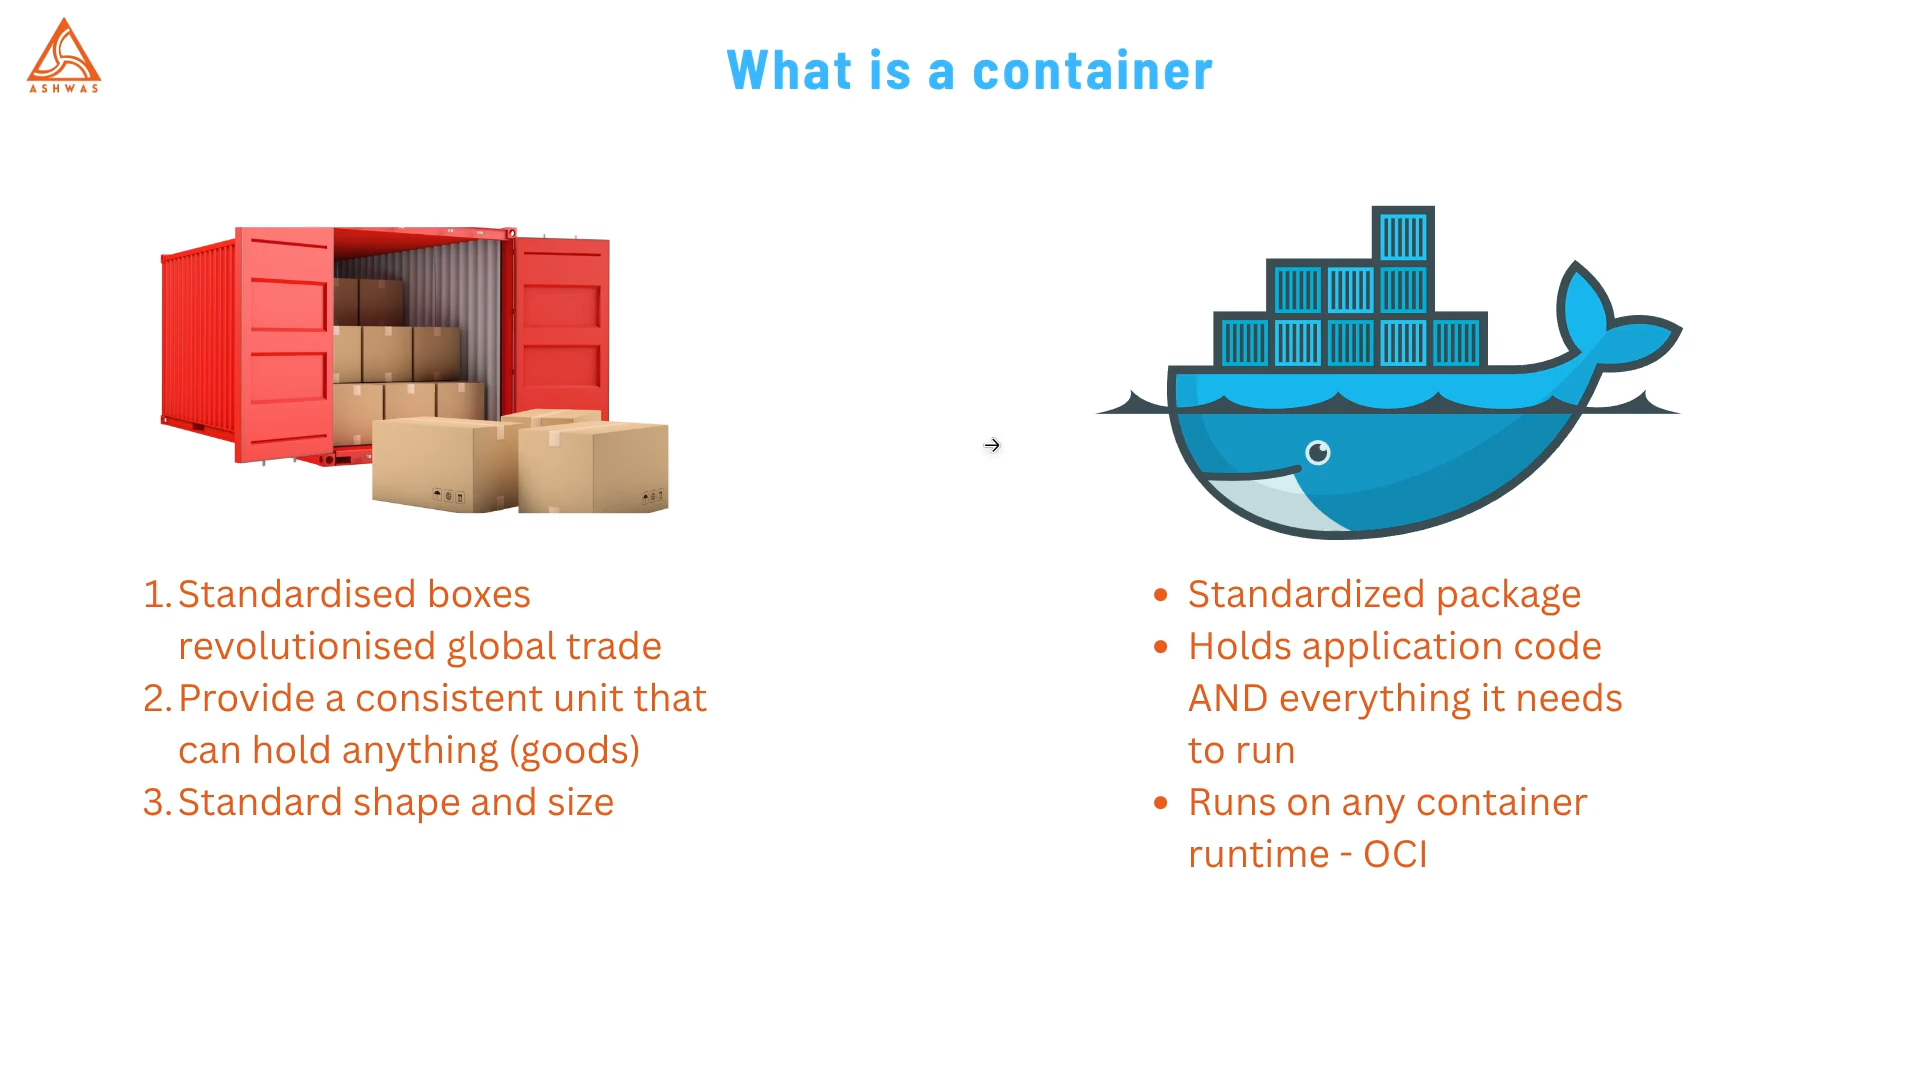 ASHWAS
What is a container
1. Standardised boxes
revolutionised global trade
2. Provide a consistent unit that
can hold anything (goods)
3. Standard shape and size
• Standardized package
• Holds application code
AND everything it needs
to run
• Runs on any container
runtime - OCI